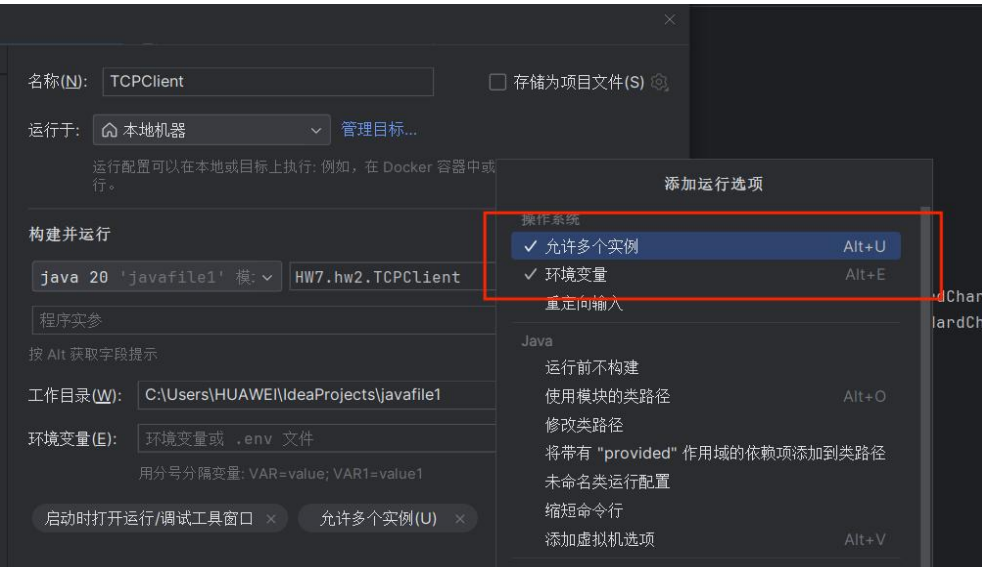 名称(N): TCPClient 存储为项目文件(S)
运行于: 本地机器 管理目标...
运行配置可以在本地或目标上执行: 例如，在 Docker 容器中或
行。
构建并运行
java 20 'javafile1' 模: HW7.hw2.TCPClient
程序实参
按 Alt 获取字段提示
工作目录(W): C:\Users\HUAWEI\IdeaProjects\javafile1
环境变量(E): 环境变量或 .env 文件
用分号分隔变量: VAR=value; VAR1=value1
启动时打开运行/调试工具窗口 × 允许多个实例(U) ×
添加运行选项
操作系统
允许多个实例 Alt+U
环境变量 Alt+E
重定向输入
Java
运行前不构建
使用模块的类路径 Alt+O
修改类路径
将带有 "provided" 作用域的依赖项添加到类路径
未命名类运行配置
缩短命令行
添加虚拟机选项 Alt+V
dChar
dardCh